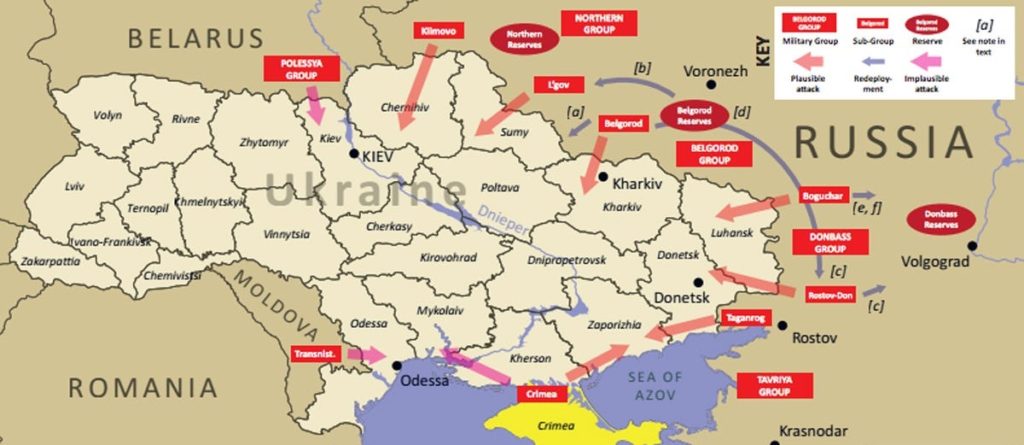 BELARUS
Klimovo
Northern
Reserves
NORTHERN
GROUP
KEY
BELGOROD
GROUP
Military Group
Belgorod
Sub-Group
Belgorod
Reserves
Reserve
[a]
See note in
text
Plausible
attack
Redeploy-
ment
Implausible
attack
POLESSYA
GROUP
L'gov
[b]
Voronezh
Volyn
Rivne
Zhytomyr
Kiev
KIEV
Chernihiv
Sumy
[a]
Belgorod
Belgorod
Reserves
[d]
BELGOROD
GROUP
RUSSIA
Lviv
Ternopil
Chmelnytskyi
Ukraine
Poltava
Kharkiv
Kharkiv
Boguchar
[e, f]
Donbass
Reserves
Ivano-Frankivsk
Zakarpattia
Chemivistsi
Vinnytsia
Cherkasy
Dnieper
Kirovohrad
Dnipropetrovsk
Luhansk
Donetsk
Donetsk
DONBASS
GROUP
[c]
Volgograd
Rostov-Don
[c]
MOLDOVA
Odessa
Mykolaiv
Zaporizhia
Taganrog
Rostov
Transnist.
Odessa
Kherson
Crimea
SEA OF
AZOV
TAVRIYA
GROUP
ROMANIA
Crimea
Krasnodar